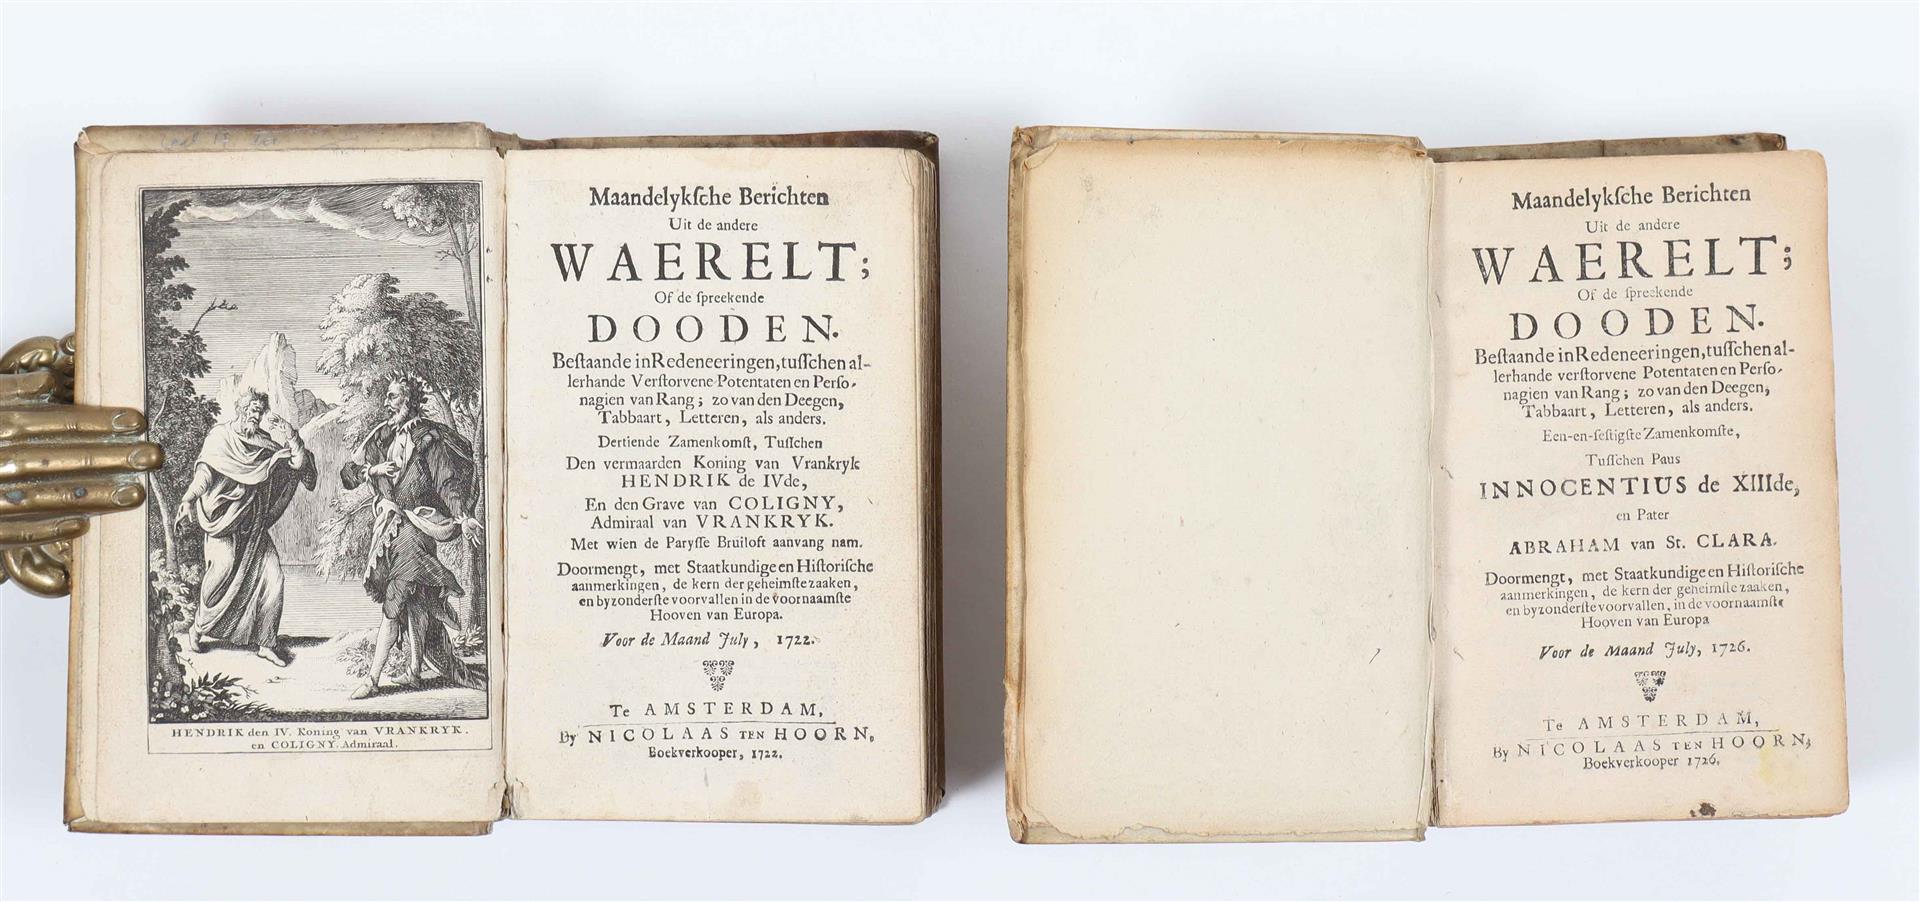 HENDRIK den IV. Koning van VRANKRYK.
en COLIGNY. Admiraal.
Maandelykſche Berichten
Uit de andere
WAERELT;
Of de ſpreekende
DOODEN.
Beſtaande in Redeneeringen, tuſſchen al-
lerhande Verſtorvene Potentaten en Perſo-
nagien van Rang; zo van den Deegen,
Tabbaart, Letteren, als anders.
Dertiende Zamenkomſt, Tuſſchen
Den vermaarden Koning van Vrankryk
HENDRIK de IVde,
En den Grave van COLIGNY,
Admiraal van VRANKRYK.
Met wien de Paryſſe Bruiloft aanvang nam.
Doormengt, met Staatkundige en Hiſtoriſche
aanmerkingen, de kern der geheimſte zaaken,
en byzonderſte voorvallen in de voornaamſte
Hooven van Europa.
Voor de Maand July, 1722.
Te AMSTERDAM,
By NICOLAAS TEN HOORN,
Boekverkooper, 1722.
Maandelykſche Berichten
Uit de andere
WAERELT;
Of de ſpreekende
DOODEN.
Beſtaande in Redeneeringen, tuſſchen al-
lerhande verſtorvene Potentaten en Perſo-
nagien van Rang; zo van den Deegen,
Tabbaart, Letteren, als anders.
Een-en-ſeſtigſte Zamenkomſte,
Tuſſchen Paus
INNOCENTIUS de XIIIde,
en Pater
ABRAHAM van St. CLARA.
Doormengt, met Staatkundige en Hiſtoriſche
aanmerkingen, de kern der geheimſte zaaken,
en byzonderſte voorvallen, in de voornaamſte
Hooven van Europa
Voor de Maand July, 1726.
Te AMSTERDAM,
By NICOLAAS TEN HOORN,
Boekverkooper 1726.